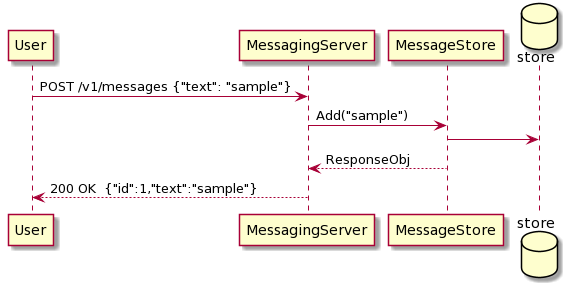 User
MessagingServer
MessageStore
store
POST /v1/messages {"text": "sample"}
Add("sample")
ResponseObj
200 OK  {"id":1,"text":"sample"}
User
MessagingServer
MessageStore
store